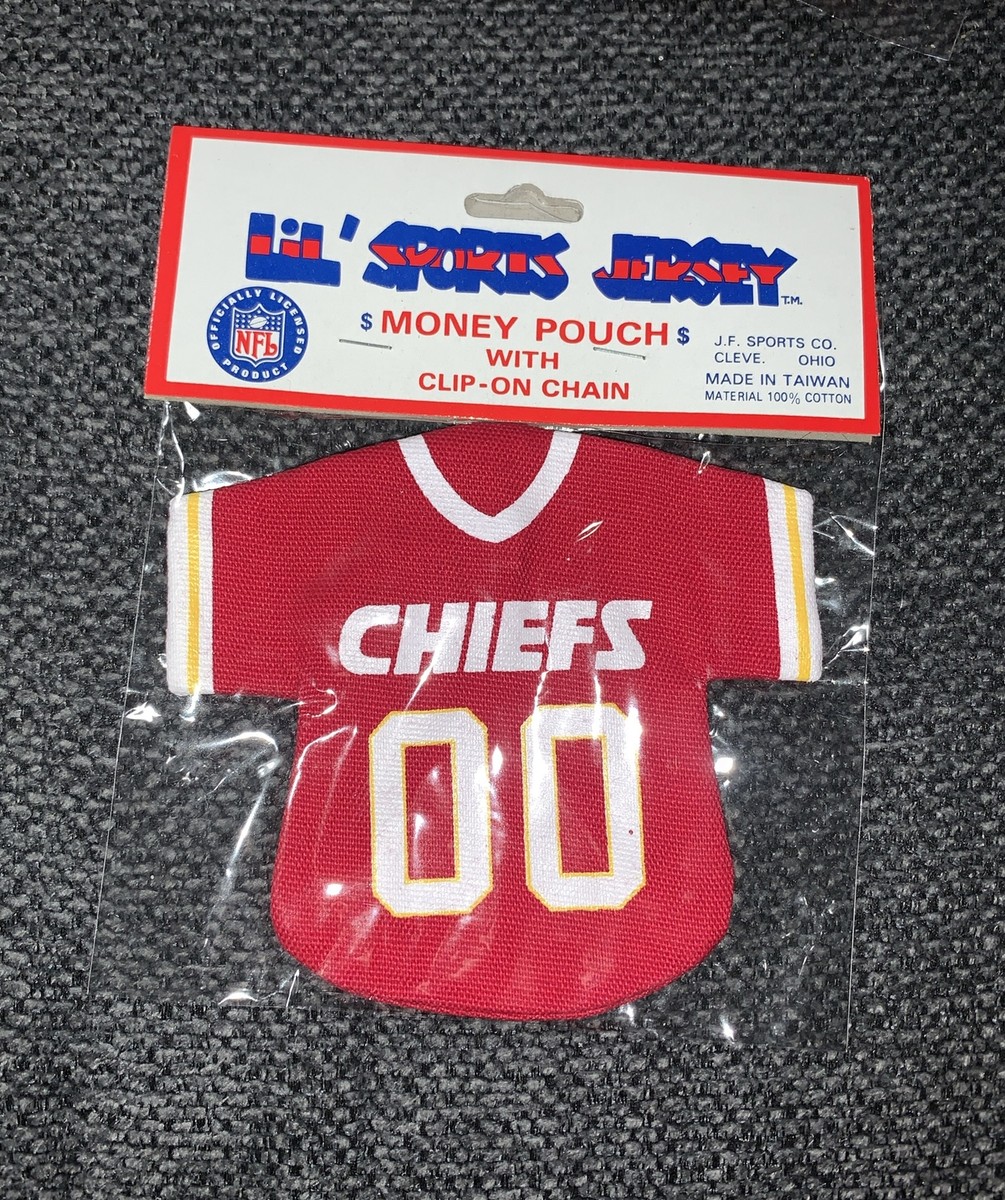 LiL' SPORTS JERSEY T.M.
OFFICIALLY LICENSED
NFL
PRODUCT
$ MONEY POUCH $
WITH
CLIP-ON CHAIN
J.F. SPORTS CO.
CLEVE. OHIO
MADE IN TAIWAN
MATERIAL 100% COTTON
CHIEFS
00